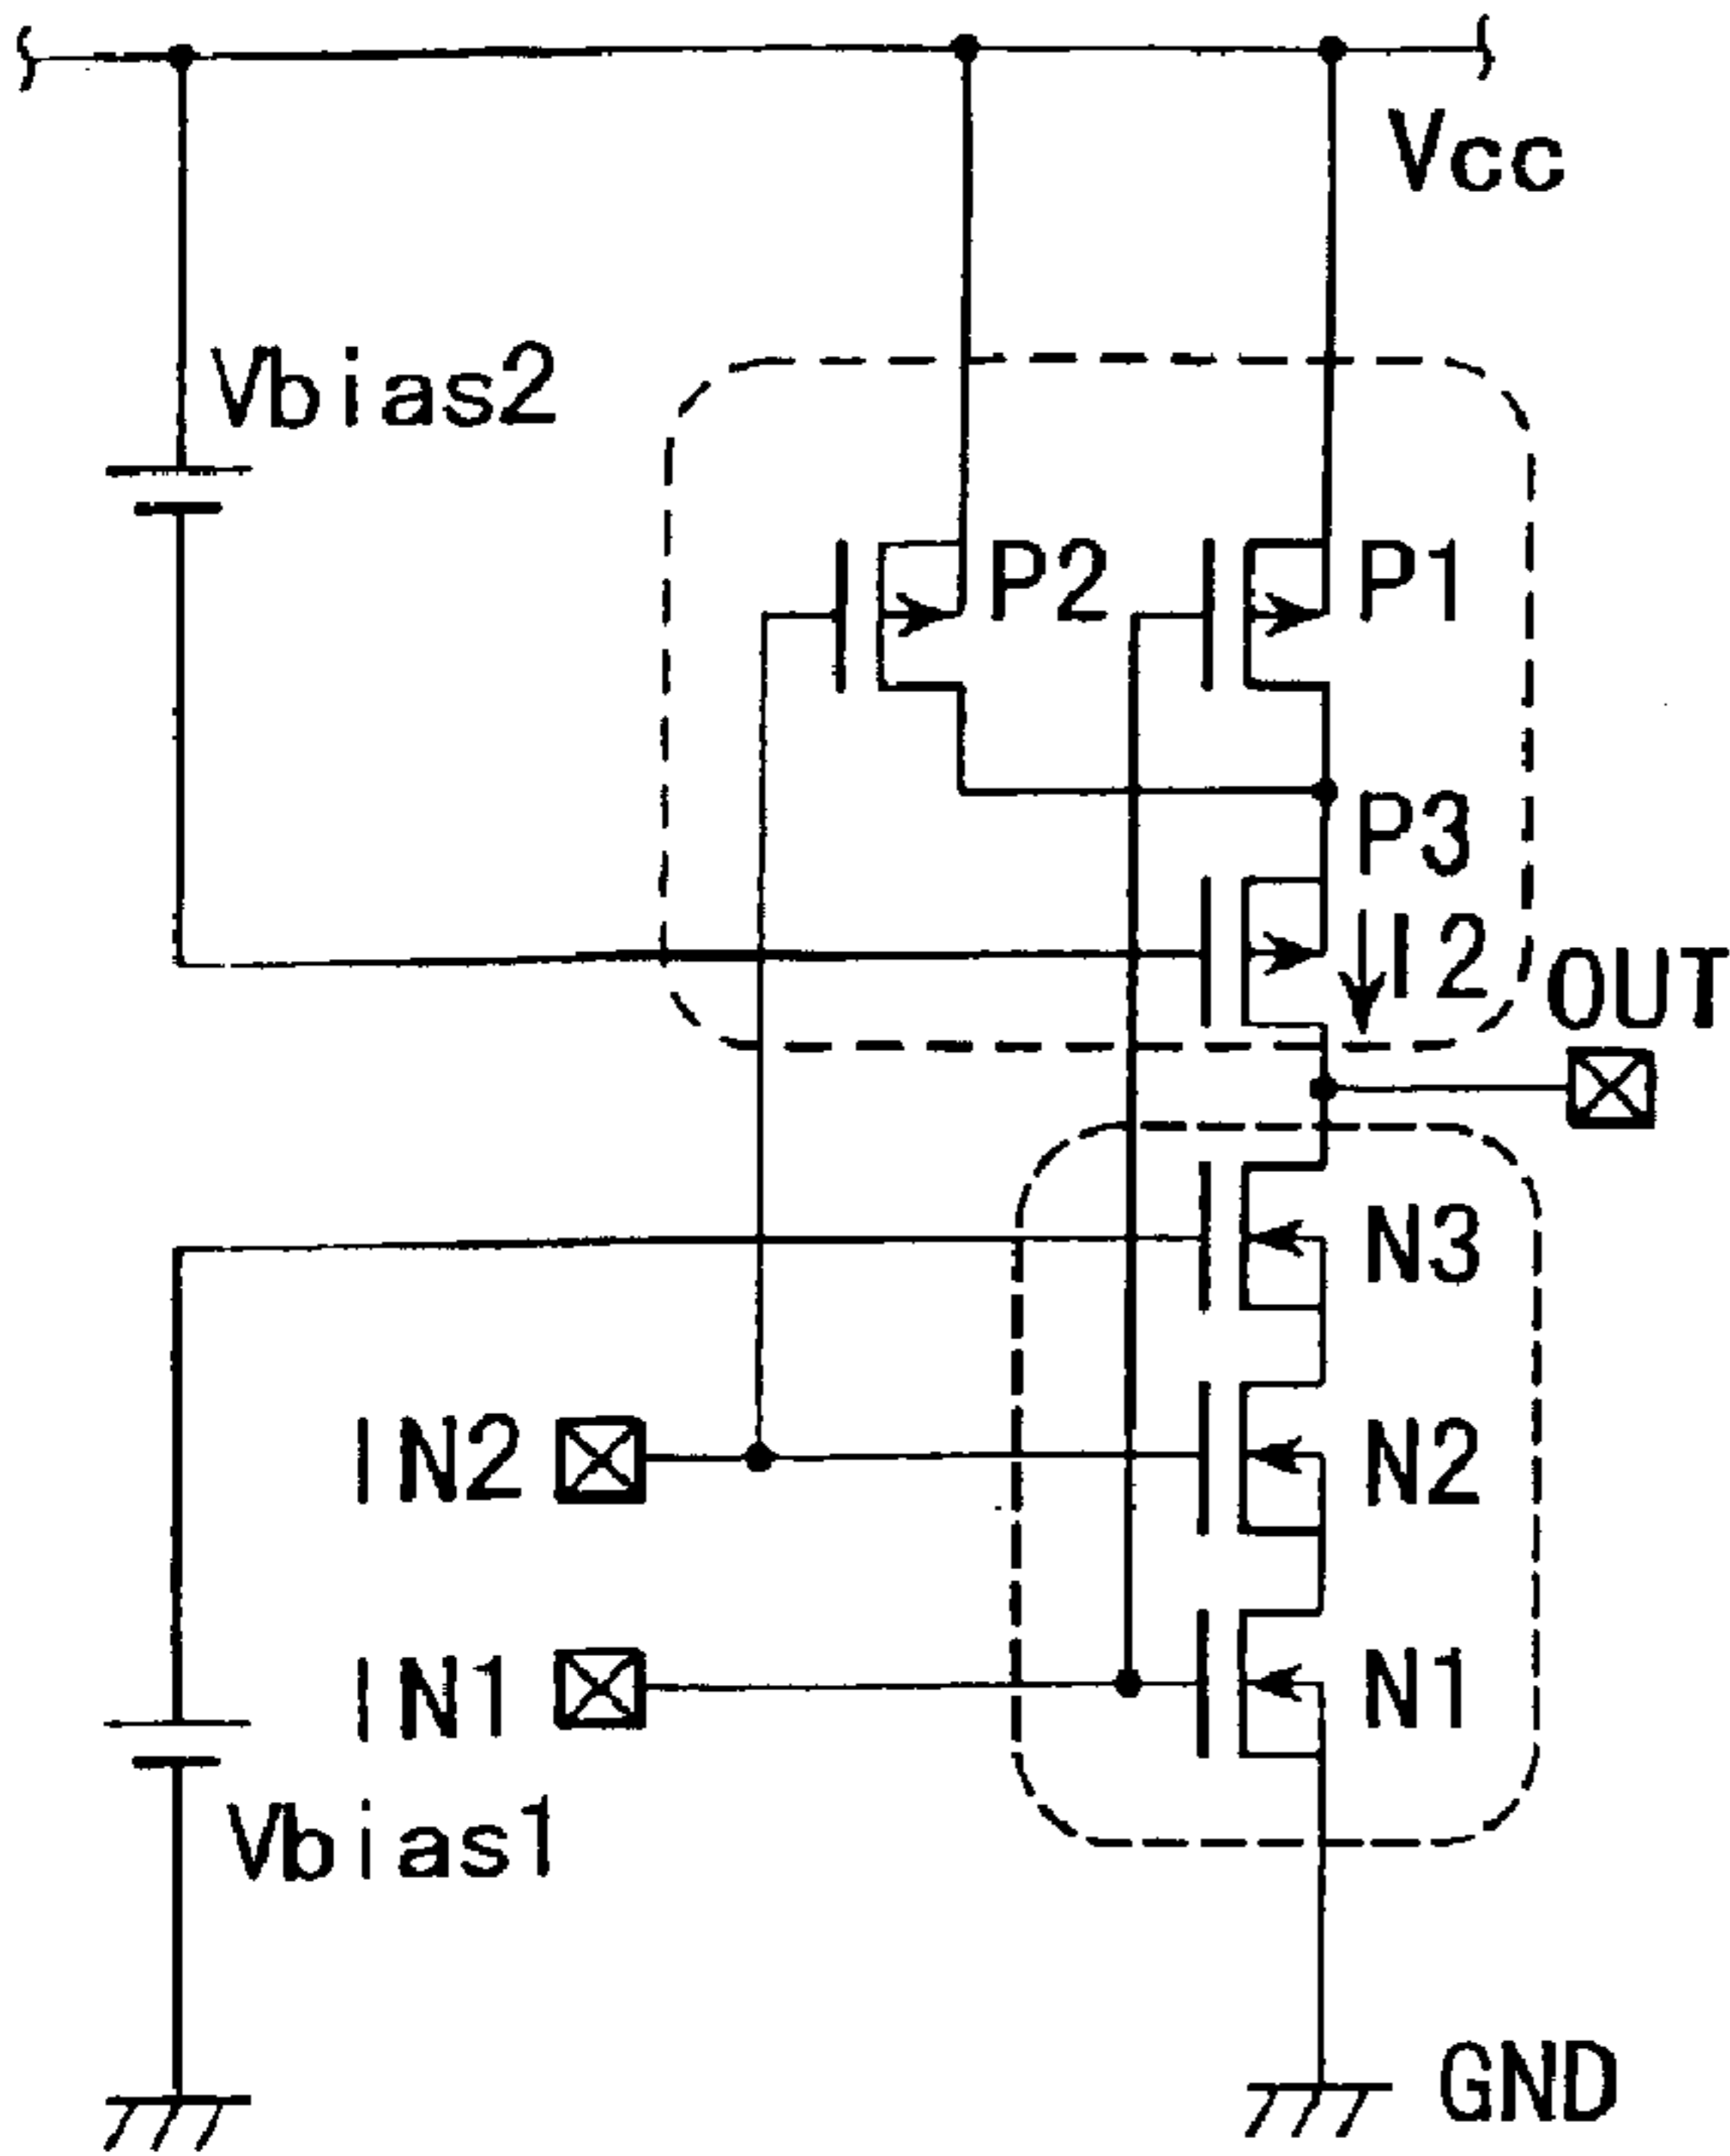 Vcc
Vbias2
P2
P1
P3
I2
OUT
N3
IN2
N2
IN1
N1
Vbias1
GND